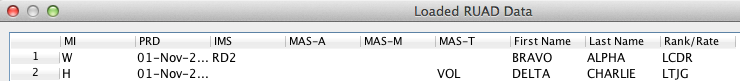 Loaded RUAD Data
MI PRD IMS MAS-A MAS-M MAS-T First Name Last Name Rank/Rate
1 W 01-Nov-2... RD2 BRAVO ALPHA LCDR
2 H 01-Nov-2... VOL DELTA CHARLIE LTJG